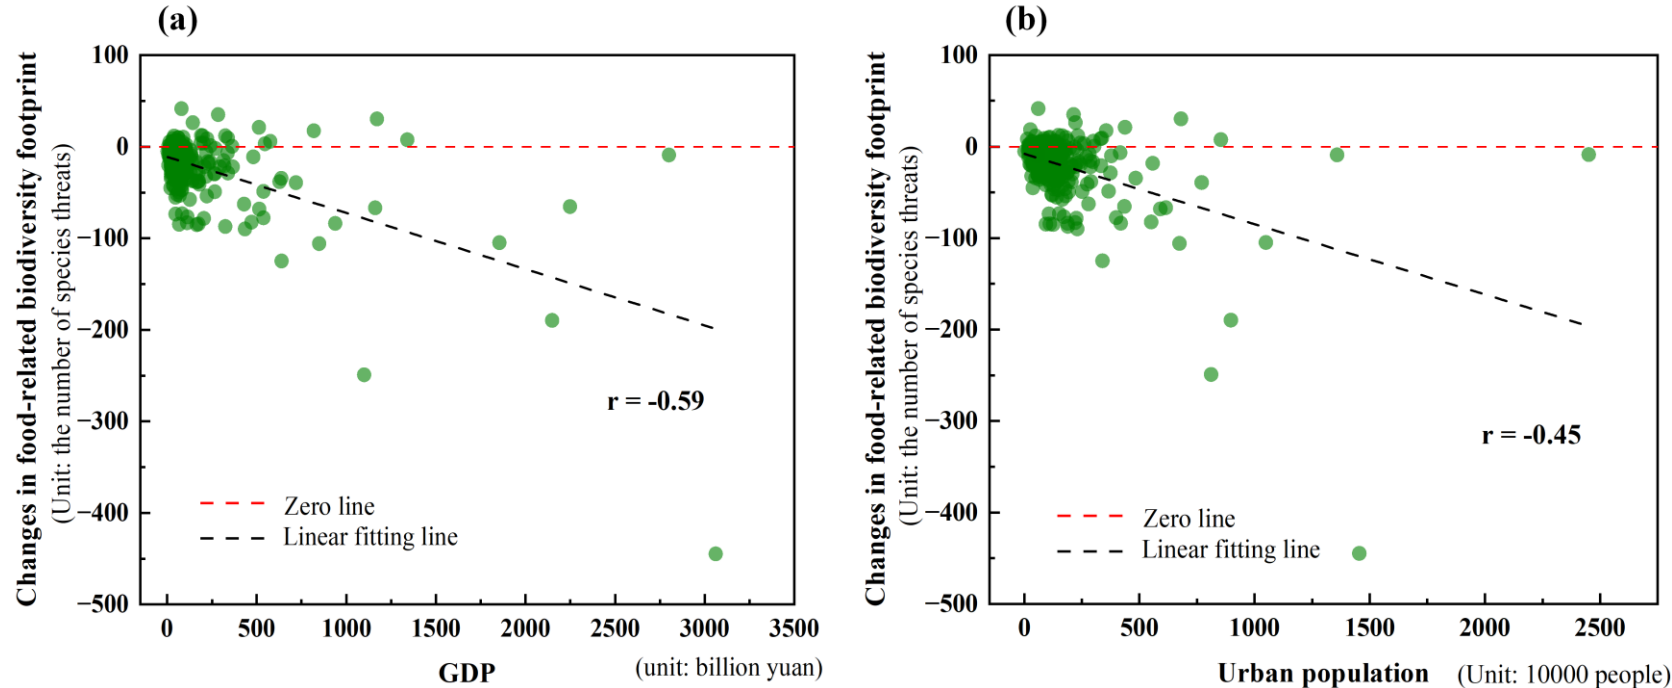 (a)
Changes in food-related biodiversity footprint
(Unit: the number of species threats)
100
0
−100
−200
−300
−400
−500
r = -0.59
Zero line
Linear fitting line
0 500 1000 1500 2000 2500 3000 3500
GDP (unit: billion yuan)
(b)
Changes in food-related biodiversity footprint
(Unit: the number of species threats)
100
0
−100
−200
−300
−400
−500
r = -0.45
Zero line
Linear fitting line
0 500 1000 1500 2000 2500
Urban population (Unit: 10000 people)